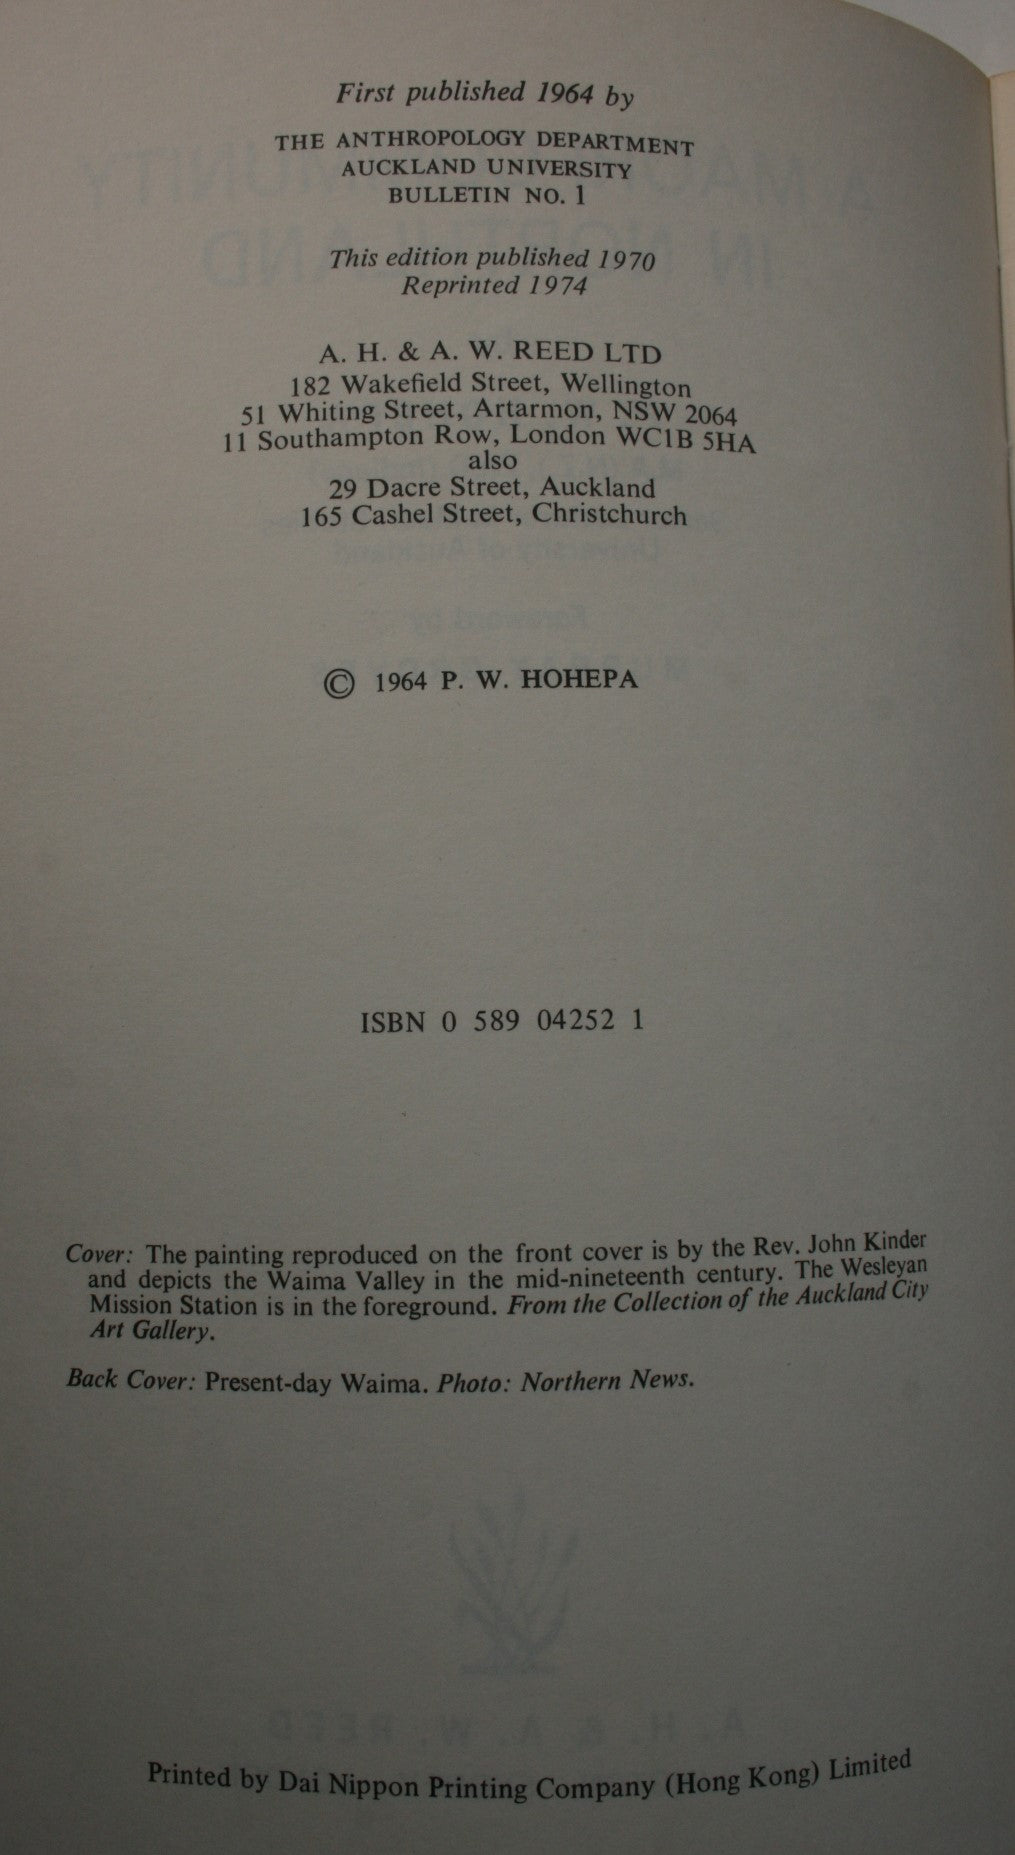 First published 1964 by
THE ANTHROPOLOGY DEPARTMENT
AUCKLAND UNIVERSITY
BULLETIN NO. 1
This edition published 1970
Reprinted 1974
A. H. & A. W. REED LTD
182 Wakefield Street, Wellington
51 Whiting Street, Artarmon, NSW 2064
11 Southampton Row, London WC1B 5HA
also
29 Dacre Street, Auckland
165 Cashel Street, Christchurch
© 1964 P. W. HOHEPA
ISBN 0 589 04252 1
Cover: The painting reproduced on the front cover is by the Rev. John Kinder
and depicts the Waima Valley in the mid-nineteenth century. The Wesleyan
Mission Station is in the foreground. From the Collection of the Auckland City
Art Gallery.
Back Cover: Present-day Waima. Photo: Northern News.
A. H. & A. W. REED
Printed by Dai Nippon Printing Company (Hong Kong) Limited